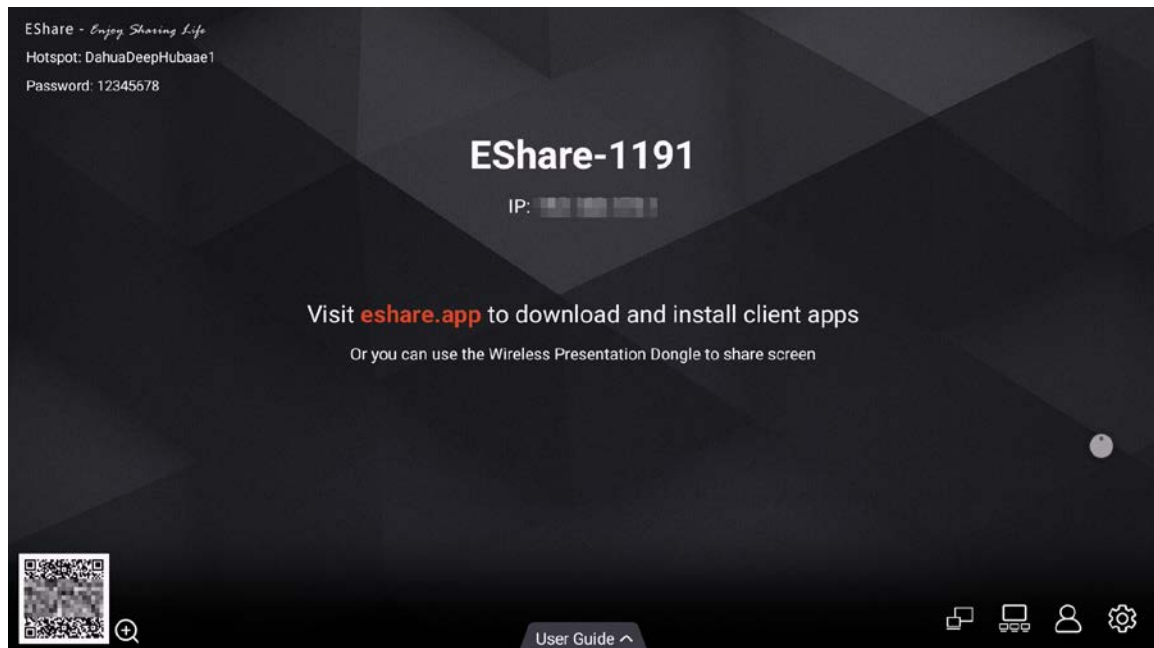 EShare - Enjoy Sharing Life
Hotspot: DahuaDeepHubaae1
Password: 12345678
EShare-1191
IP:
Visit eshare.app to download and install client apps
Or you can use the Wireless Presentation Dongle to share screen
User Guide